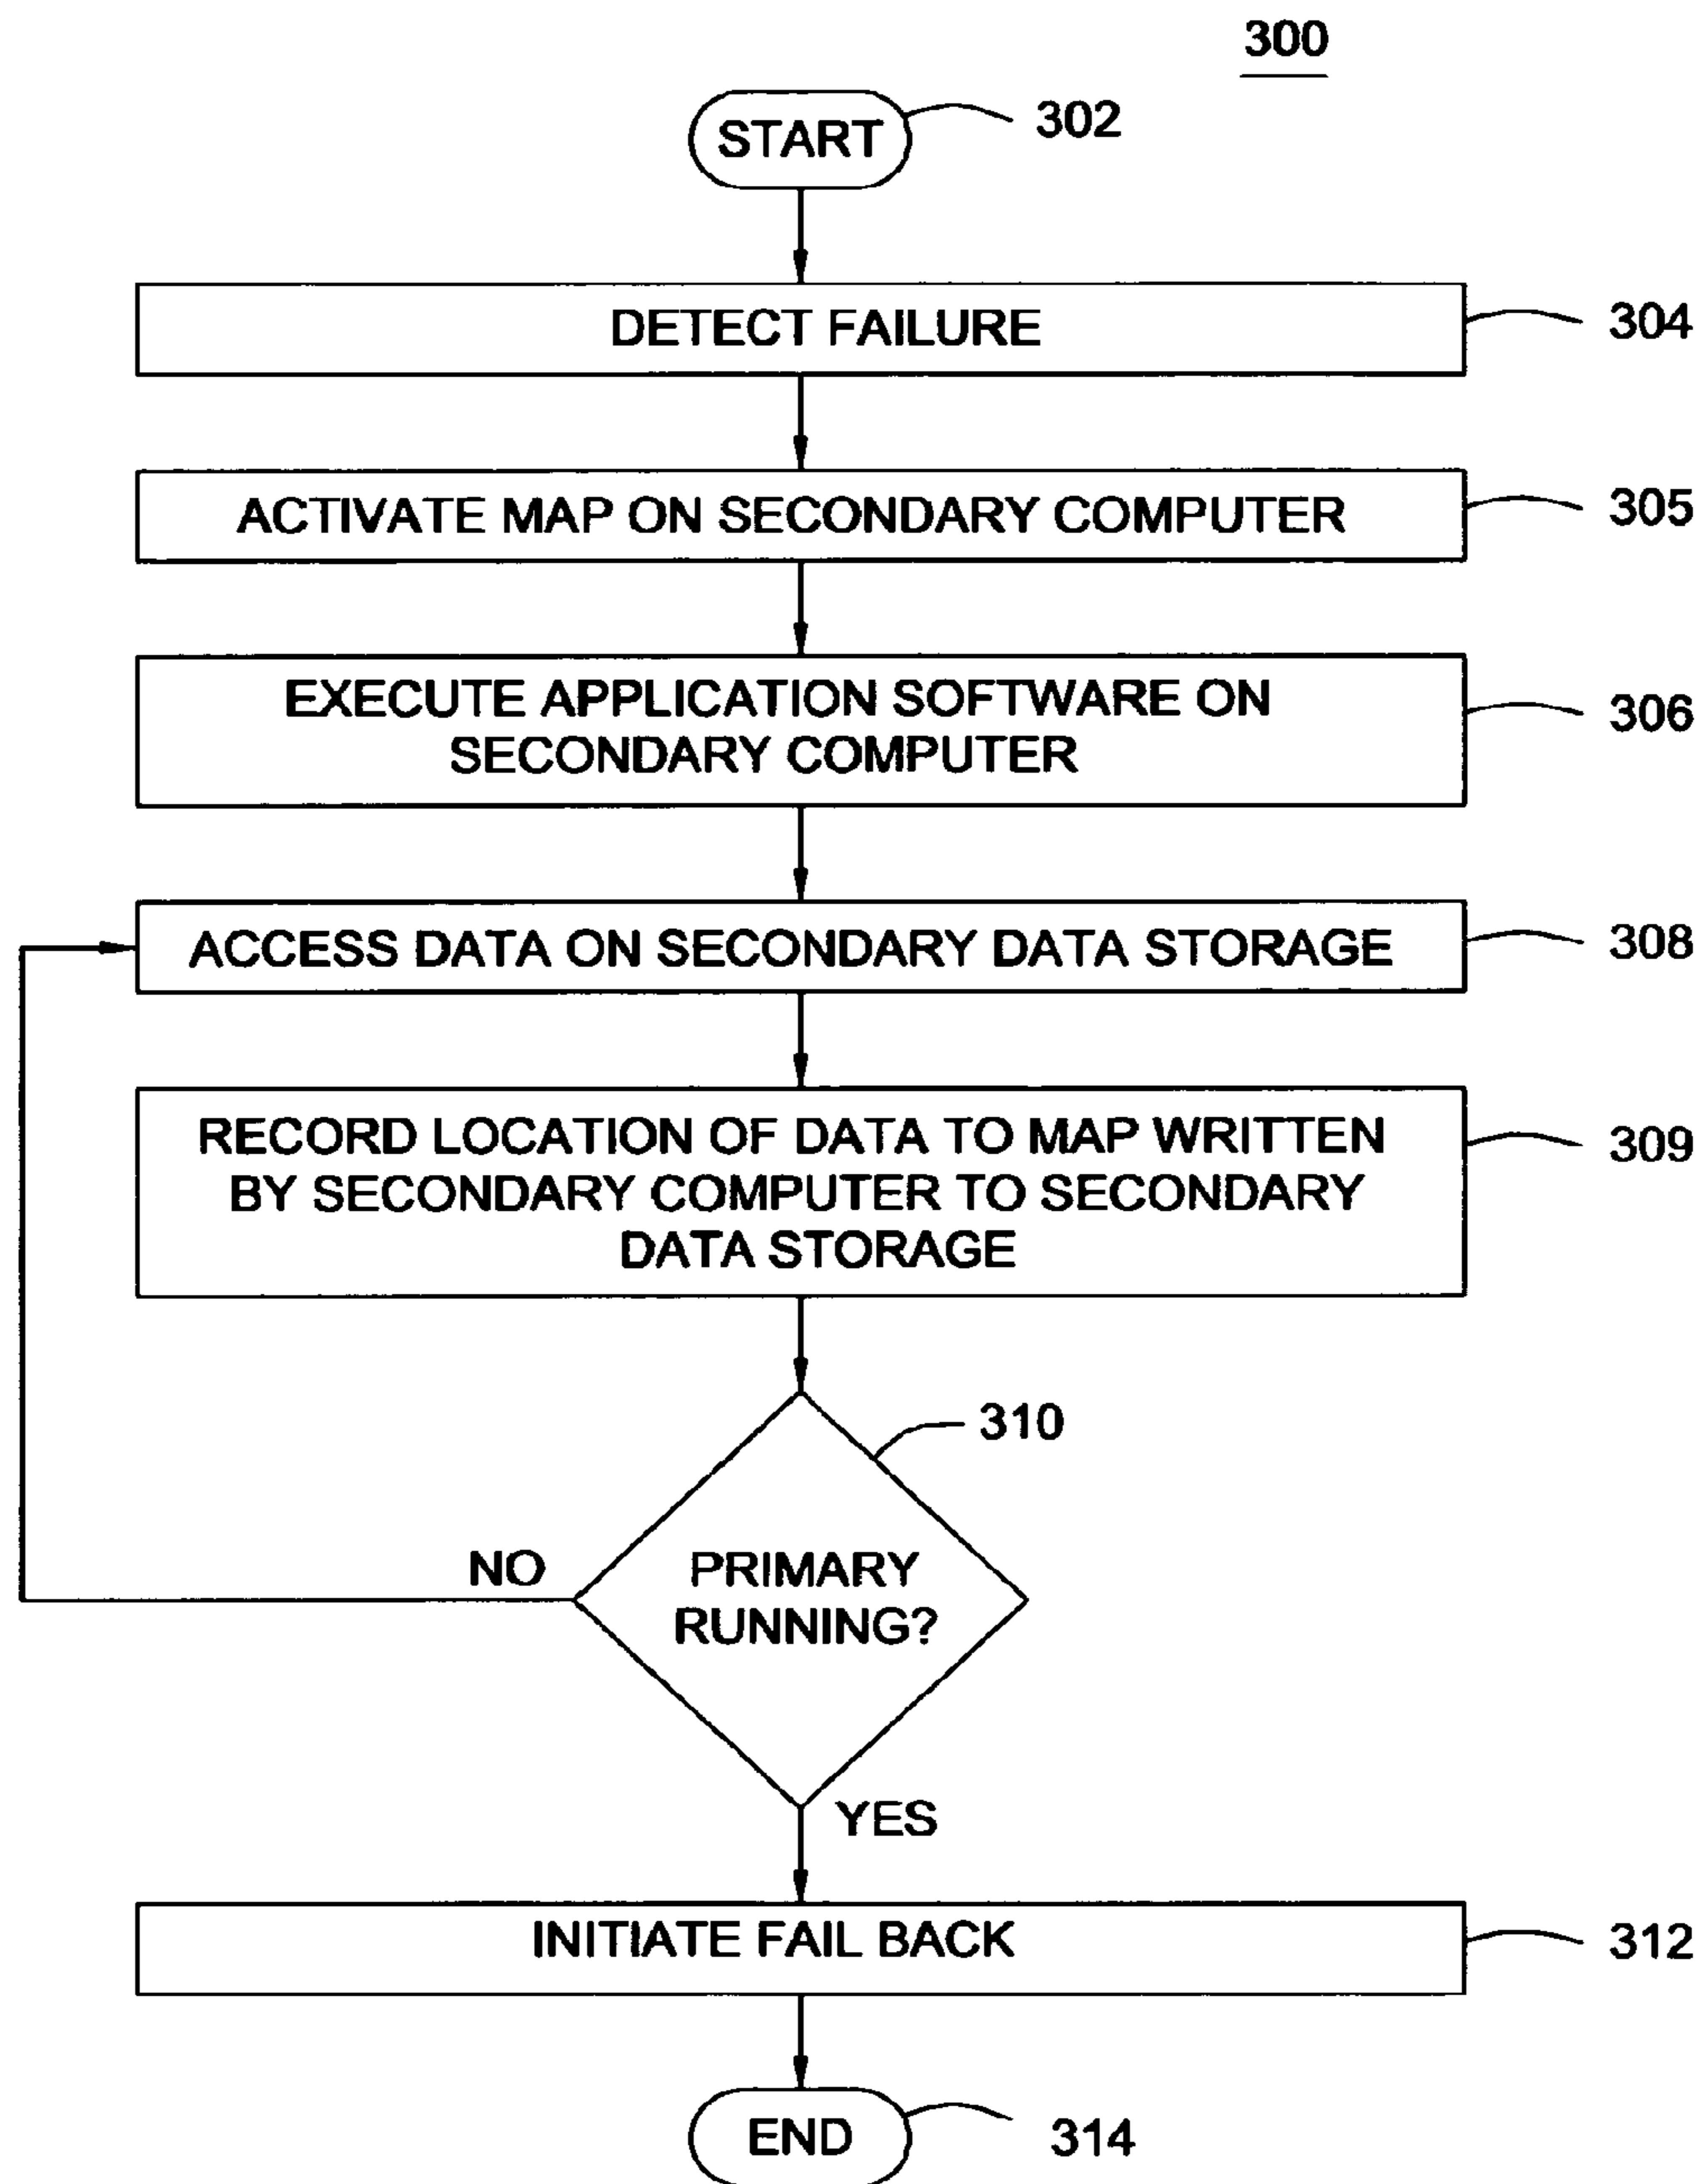 300
START
302
DETECT FAILURE
304
ACTIVATE MAP ON SECONDARY COMPUTER
305
EXECUTE APPLICATION SOFTWARE ON
SECONDARY COMPUTER
306
ACCESS DATA ON SECONDARY DATA STORAGE
308
RECORD LOCATION OF DATA TO MAP WRITTEN
BY SECONDARY COMPUTER TO SECONDARY
DATA STORAGE
309
310
NO
PRIMARY
RUNNING?
YES
INITIATE FAIL BACK
312
END
314